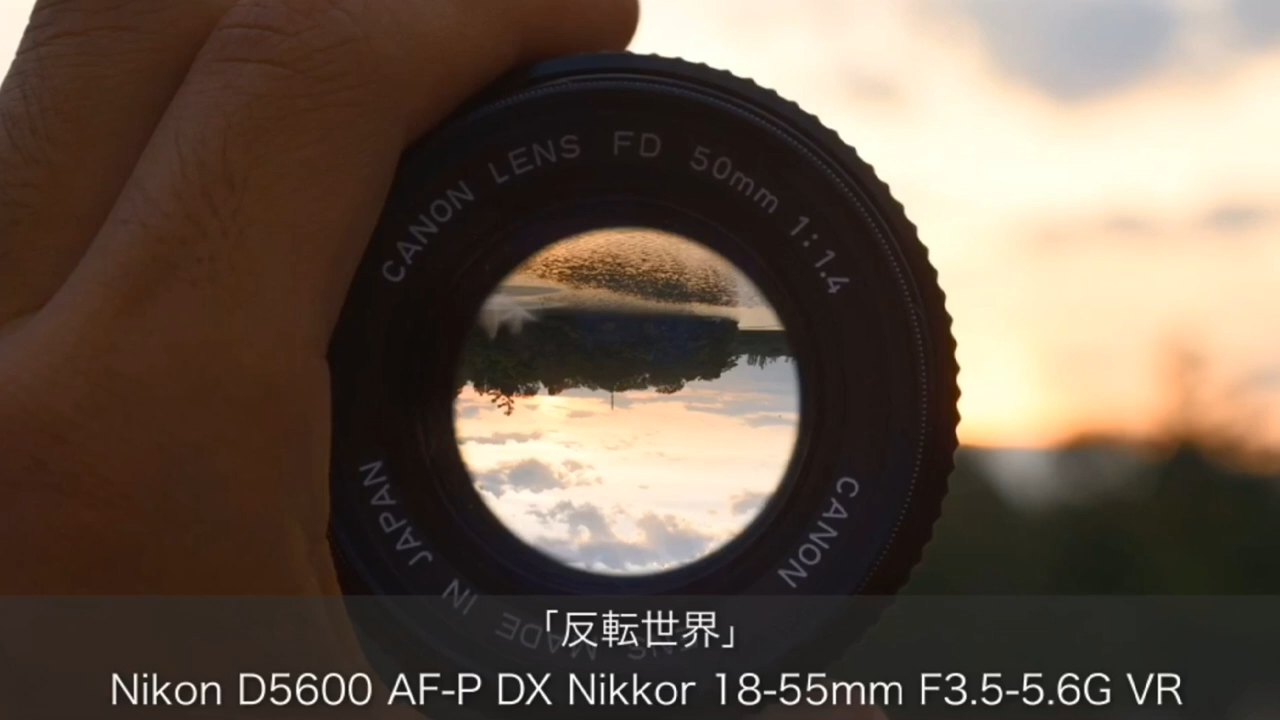 CANON LENS FD 50mm 1:1.4
CANON LENS MADE IN JAPAN
「反転世界」
Nikon D5600 AF-P DX Nikkor 18-55mm F3.5-5.6G VR